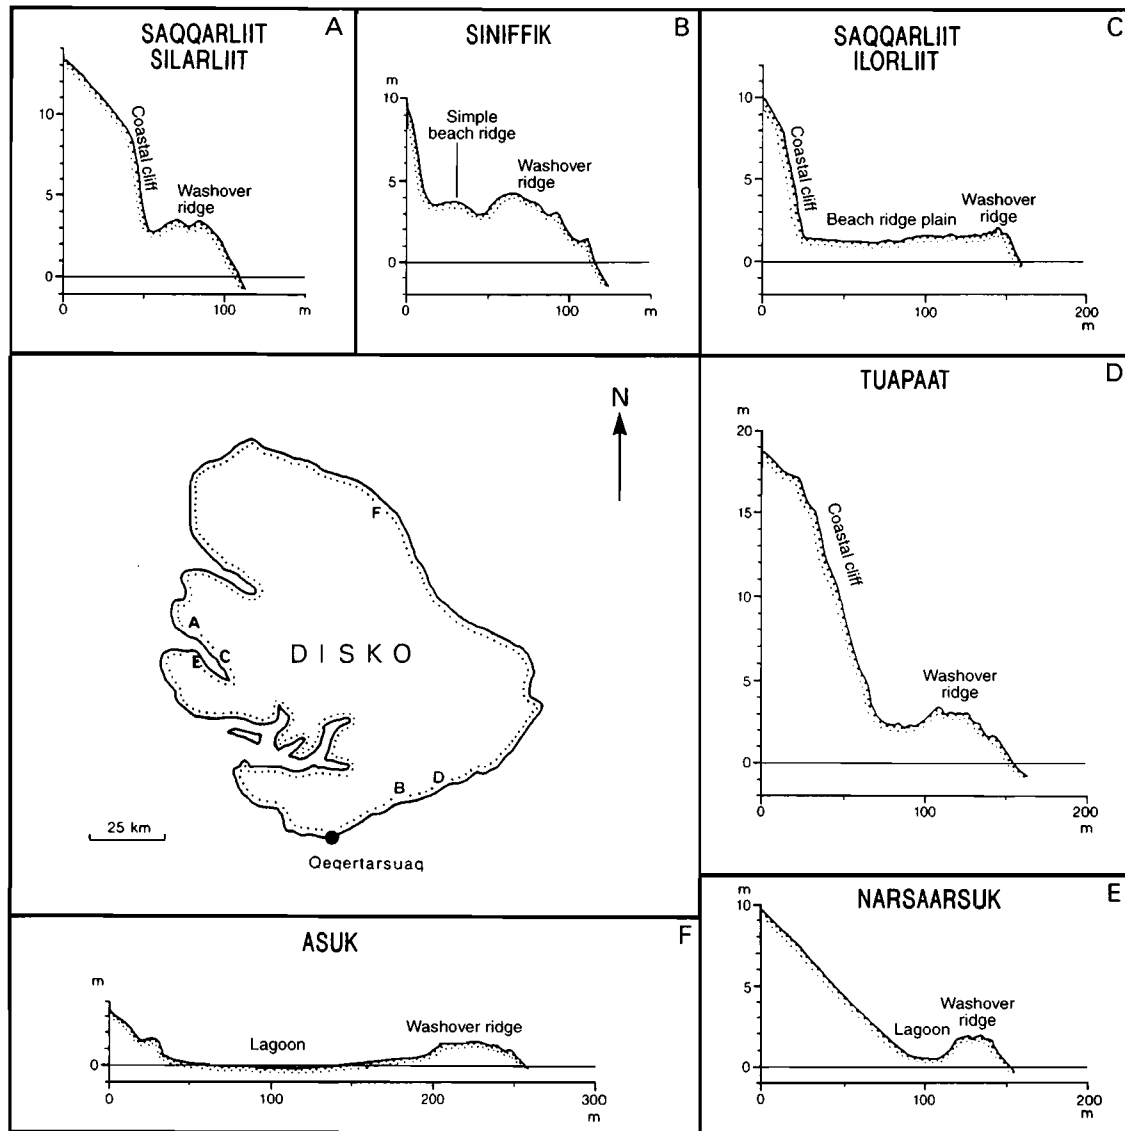 SAQQARLIIT
SILARLIIT
A
10
5
0
Coastal cliff
Washover
ridge
0
100
m
SINIFFIK
B
m
10
5
0
Simple
beach ridge
Washover
ridge
0
100
m
SAQQARLIIT
ILORLIIT
C
10
5
0
Coastal cliff
Beach ridge plain
Washover
ridge
0
100
200
m
N
F
A
E
C
DISKO
B
D
25 km
Qeqertarsuaq
TUAPAAT
D
m
20
15
10
5
0
Coastal cliff
Washover
ridge
0
100
200
m
NARSAARSUK
E
m
10
5
0
Lagoon
Washover
ridge
0
100
200
m
ASUK
F
m
0
Lagoon
Washover ridge
0
100
200
300
m